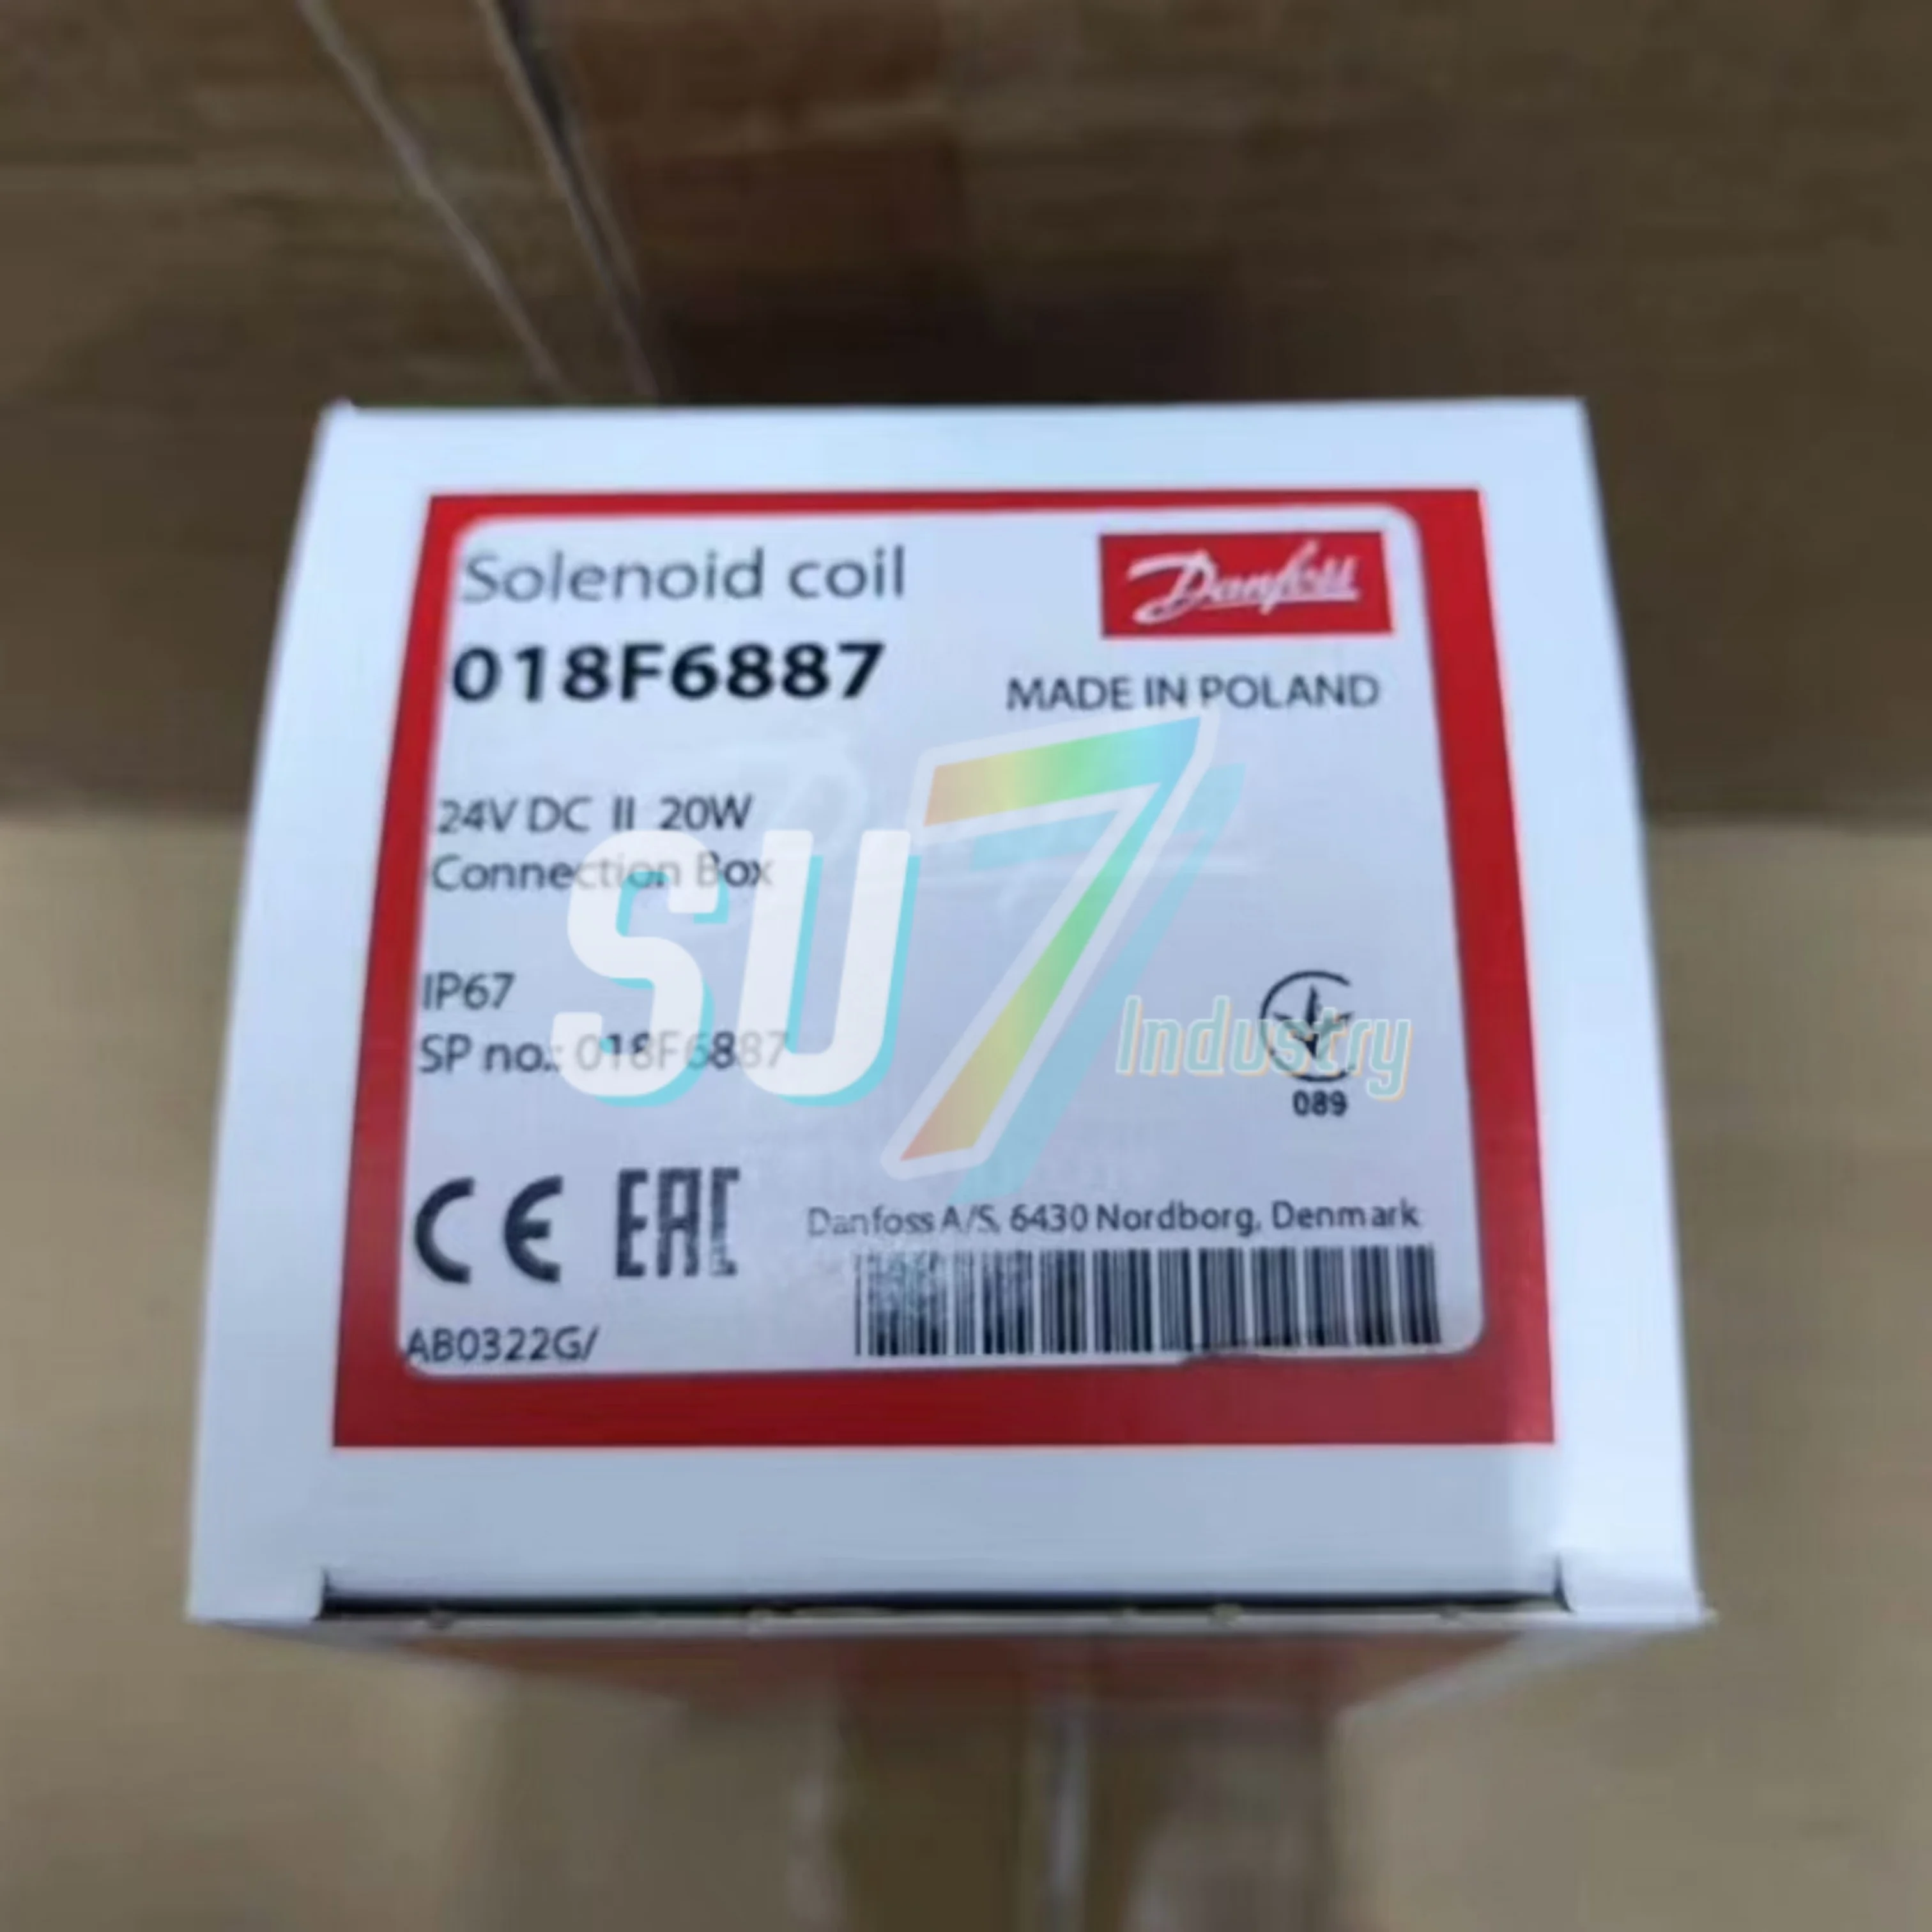 Solenoid coil
Danfoss
018F6887
MADE IN POLAND
24V DC II 20W
Connection Box
SU7
IP67
Industry
SP no.: 018F6887
089
CE EAC
Danfoss A/S, 6430 Nordborg, Denmark
AB0322G/